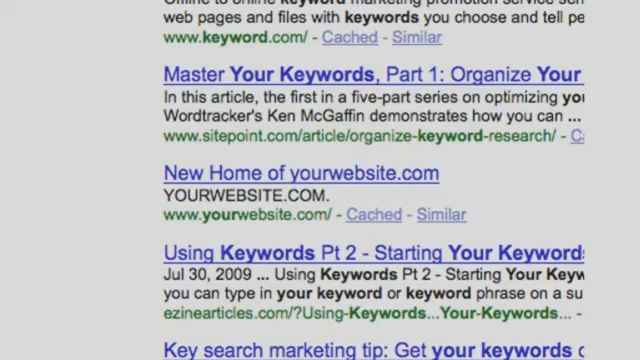 web pages and files with keywords you choose and tell pe
www.keyword.com/ - Cached - Similar
Master Your Keywords, Part 1: Organize Your
In this article, the first in a five-part series on optimizing you
Wordtracker's Ken McGaffin demonstrates how you can ...
www.sitepoint.com/article/organize-keyword-research/ - Ca
New Home of yourwebsite.com
YOURWEBSITE.COM.
www.yourwebsite.com/ - Cached - Similar
Using Keywords Pt 2 - Starting Your Keyword
Jul 30, 2009 ... Using Keywords Pt 2 - Starting Your Keyw
you can type in your keyword or keyword phrase on a su
ezinearticles.com/?Using-Keywords...Your-Keywords... -
Key search marketing tip: Get your keywords